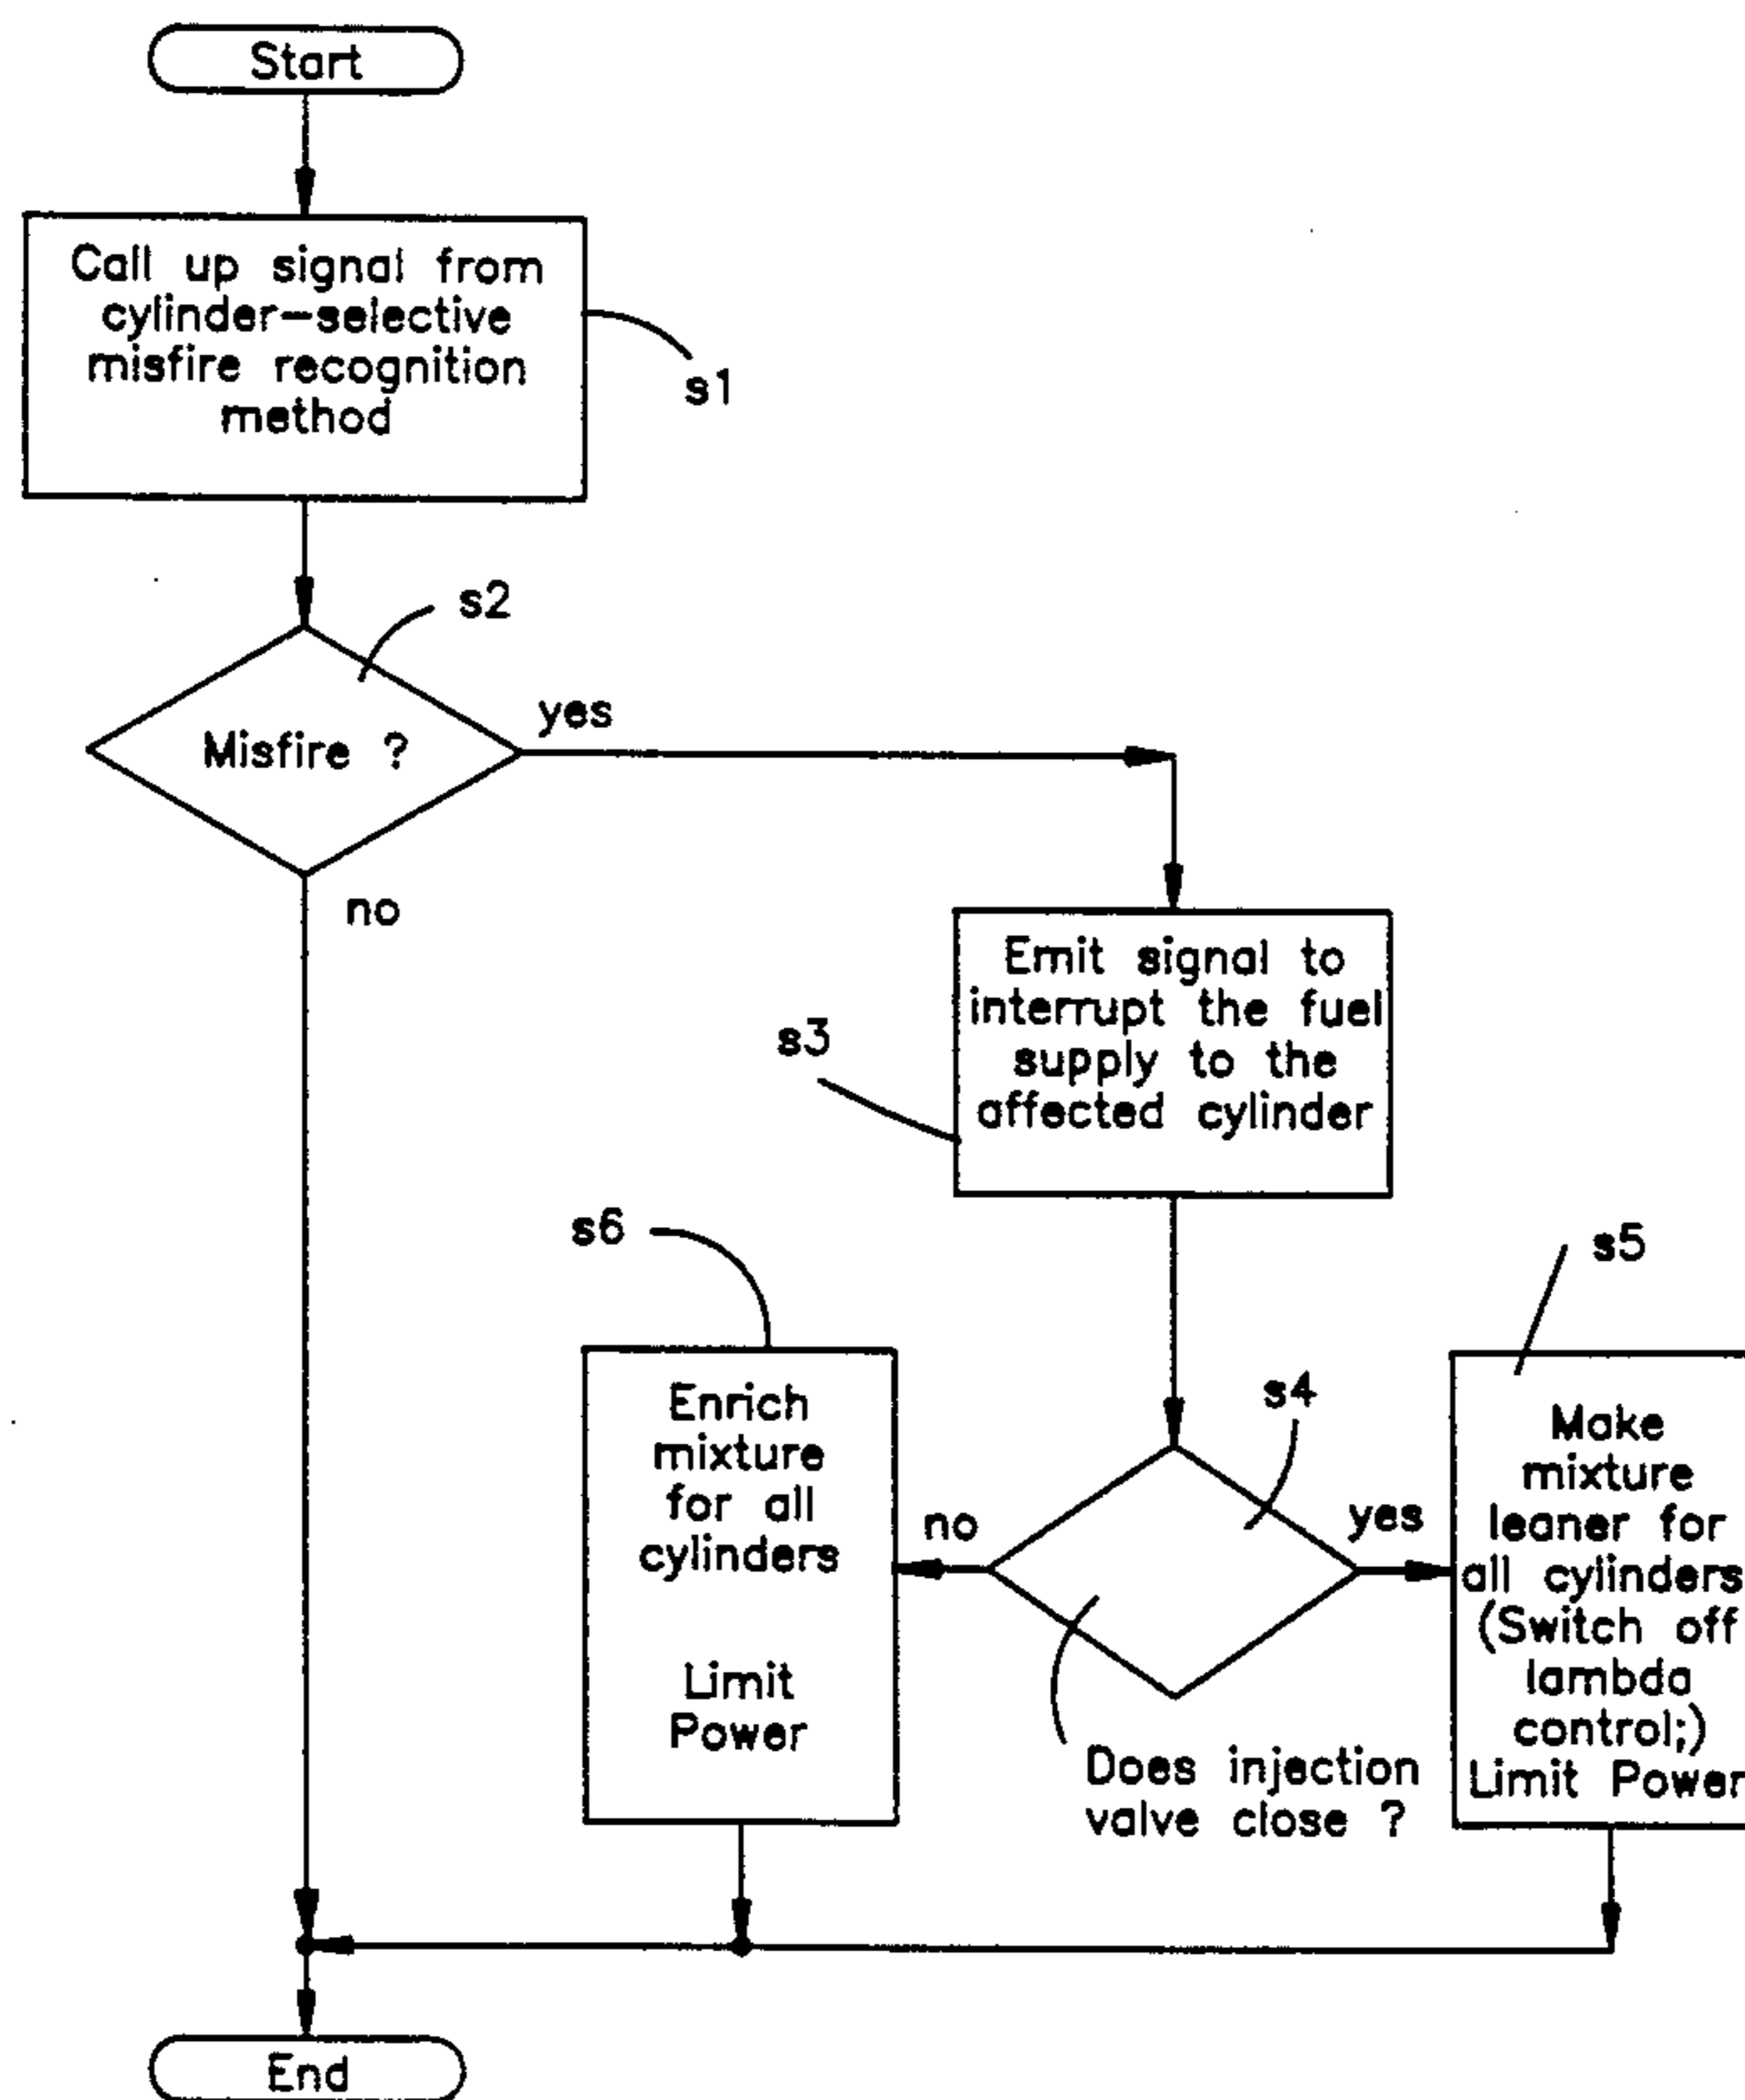 Start
Call up signal from
cylinder-selective
misfire recognition
method
s1
s2
Misfire ?
yes
no
Emit signal to
interrupt the fuel
supply to the
affected cylinder
s3
s6
s5
Enrich
mixture
for all
cylinders
Limit
Power
s4
no
yes
Does injection
valve close ?
Make
mixture
leaner for
all cylinders
(Switch off
lambda
control;)
Limit Power
End